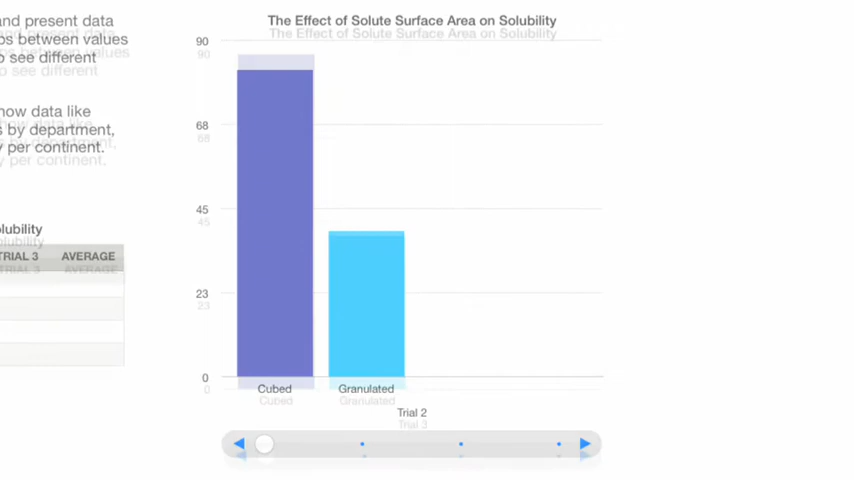 and present data
ps between values
o see different
how data like
s by department,
y per continent.
lubility
TRIAL 3 AVERAGE
The Effect of Solute Surface Area on Solubility
90
68
45
23
0
Cubed Granulated
Trial 2